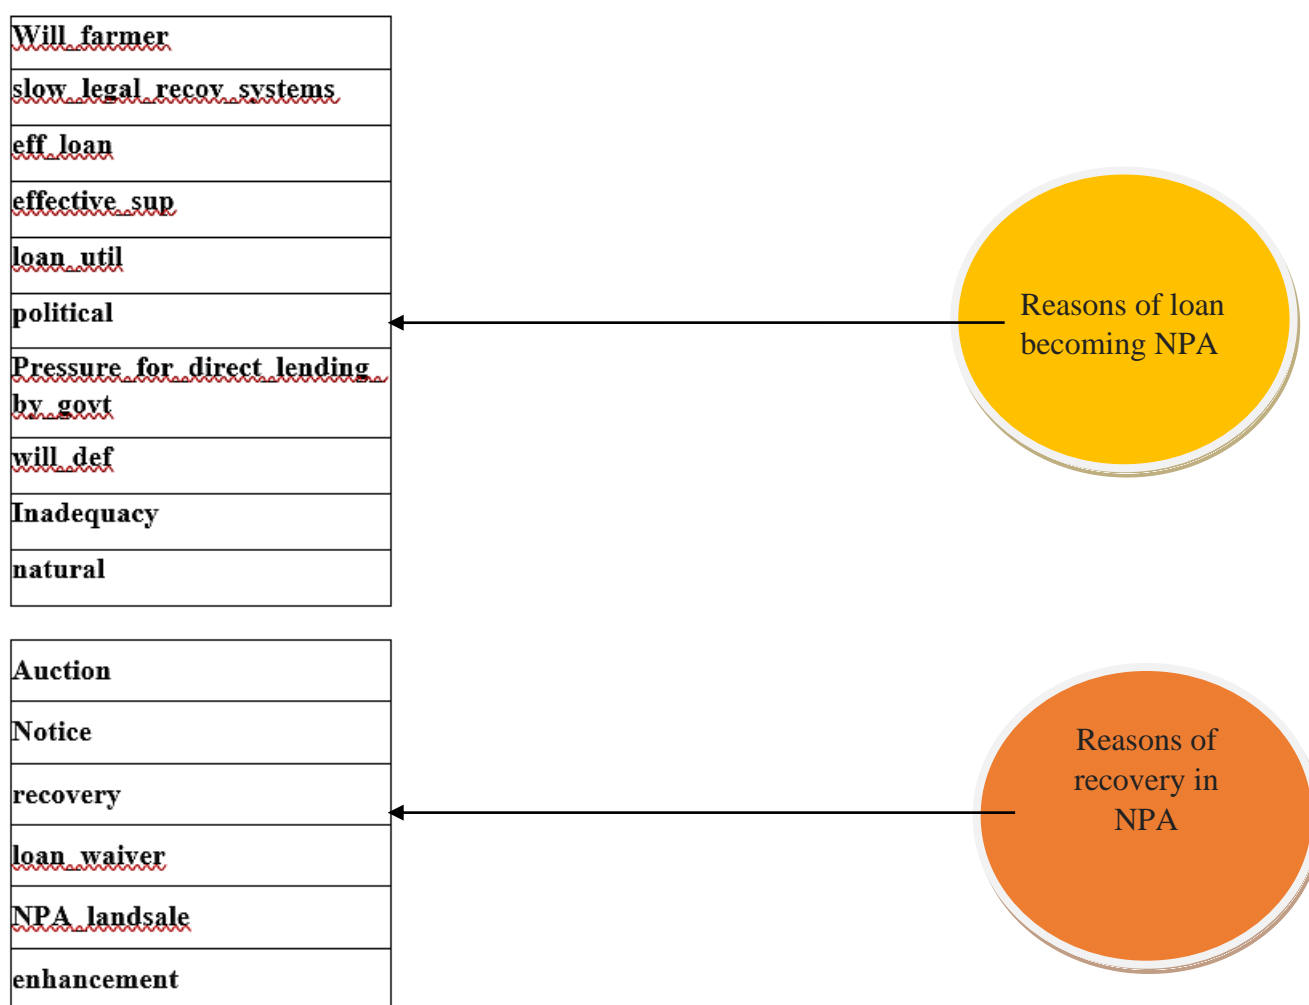 Will_farmer
slow_legal_recov_systems
eff_loan
effective_sup
loan_util
political
Pressure_for_direct_lending_
by_govt
will_def
Inadequacy
natural
Reasons of loan
becoming NPA
Auction
Notice
recovery
loan_waiver
NPA_landsale
enhancement
Reasons of
recovery in
NPA